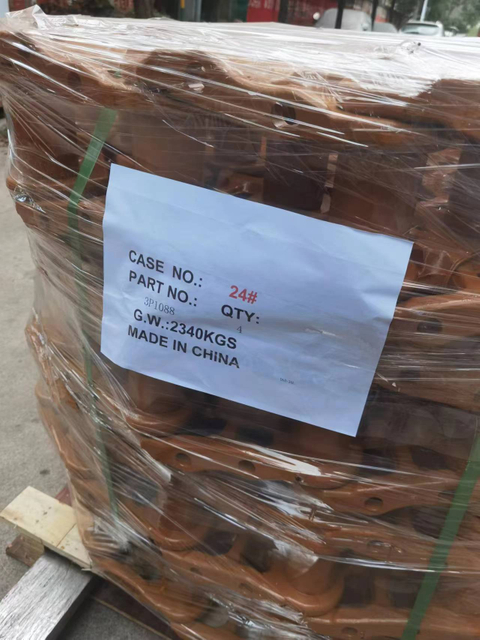 CASE NO.: 24#
PART NO.: QTY:
3P1088 4
G.W.:2340KGS
MADE IN CHINA